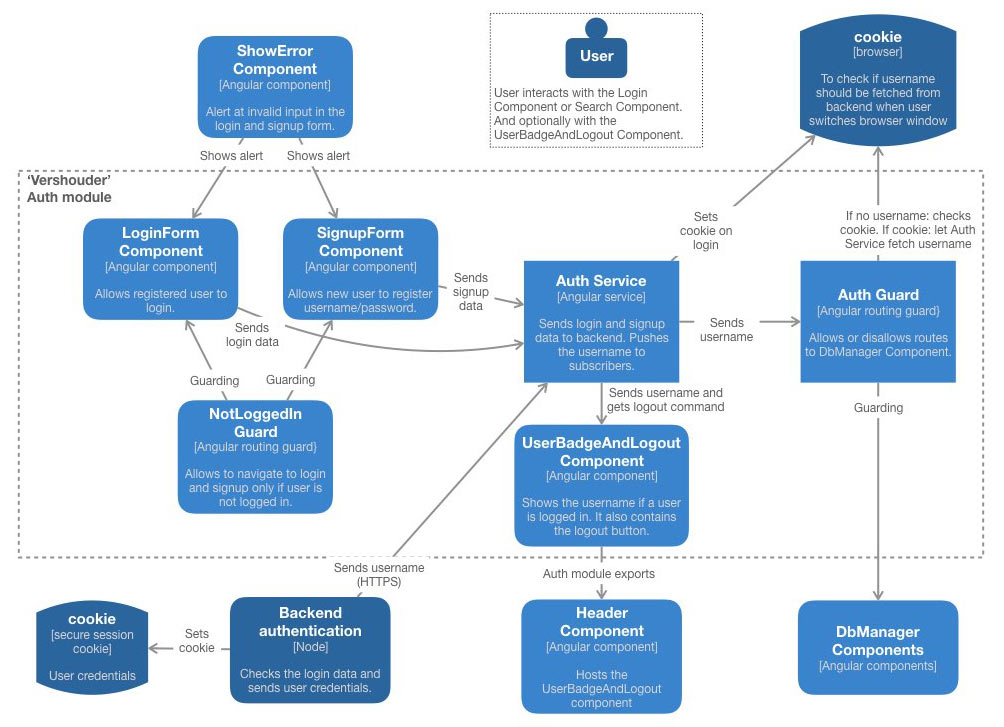 ShowError
Component
[Angular component]
Alert at invalid input in the
login and signup form.
User
User interacts with the Login
Component or Search Component.
And optionally with the
UserBadgeAndLogout Component.
cookie
[browser]
To check if username
should be fetched from
backend when user
switches browser window
Shows alert
Shows alert
‘Vershouder’
Auth module
LoginForm
Component
[Angular component]
Allows registered user to
login.
SignupForm
Component
[Angular component]
Allows new user to register
username/password.
Sends
signup
data
Sends
login data
Sets
cookie on
login
If no username: checks
cookie. If cookie: let Auth
Service fetch username
Auth Service
[Angular service]
Sends login and signup
data to backend. Pushes
the username to
subscribers.
Sends
username
Auth Guard
[Angular routing guard}
Allows or disallows routes
to DbManager Component.
Guarding
Guarding
NotLoggedIn
Guard
[Angular routing guard}
Allows to navigate to login
and signup only if user is
not logged in.
Sends username and
gets logout command
Guarding
UserBadgeAndLogout
Component
[Angular component]
Shows the username if a user
is logged in. It also contains
the logout button.
Sends username
(HTTPS)
Auth module exports
cookie
[secure session
cookie]
User credentials
Sets
cookie
Backend
authentication
[Node]
Checks the login data and
sends user credentials.
Header
Component
[Angular component]
Hosts the
UserBadgeAndLogout
component
DbManager
Components
[Angular components]